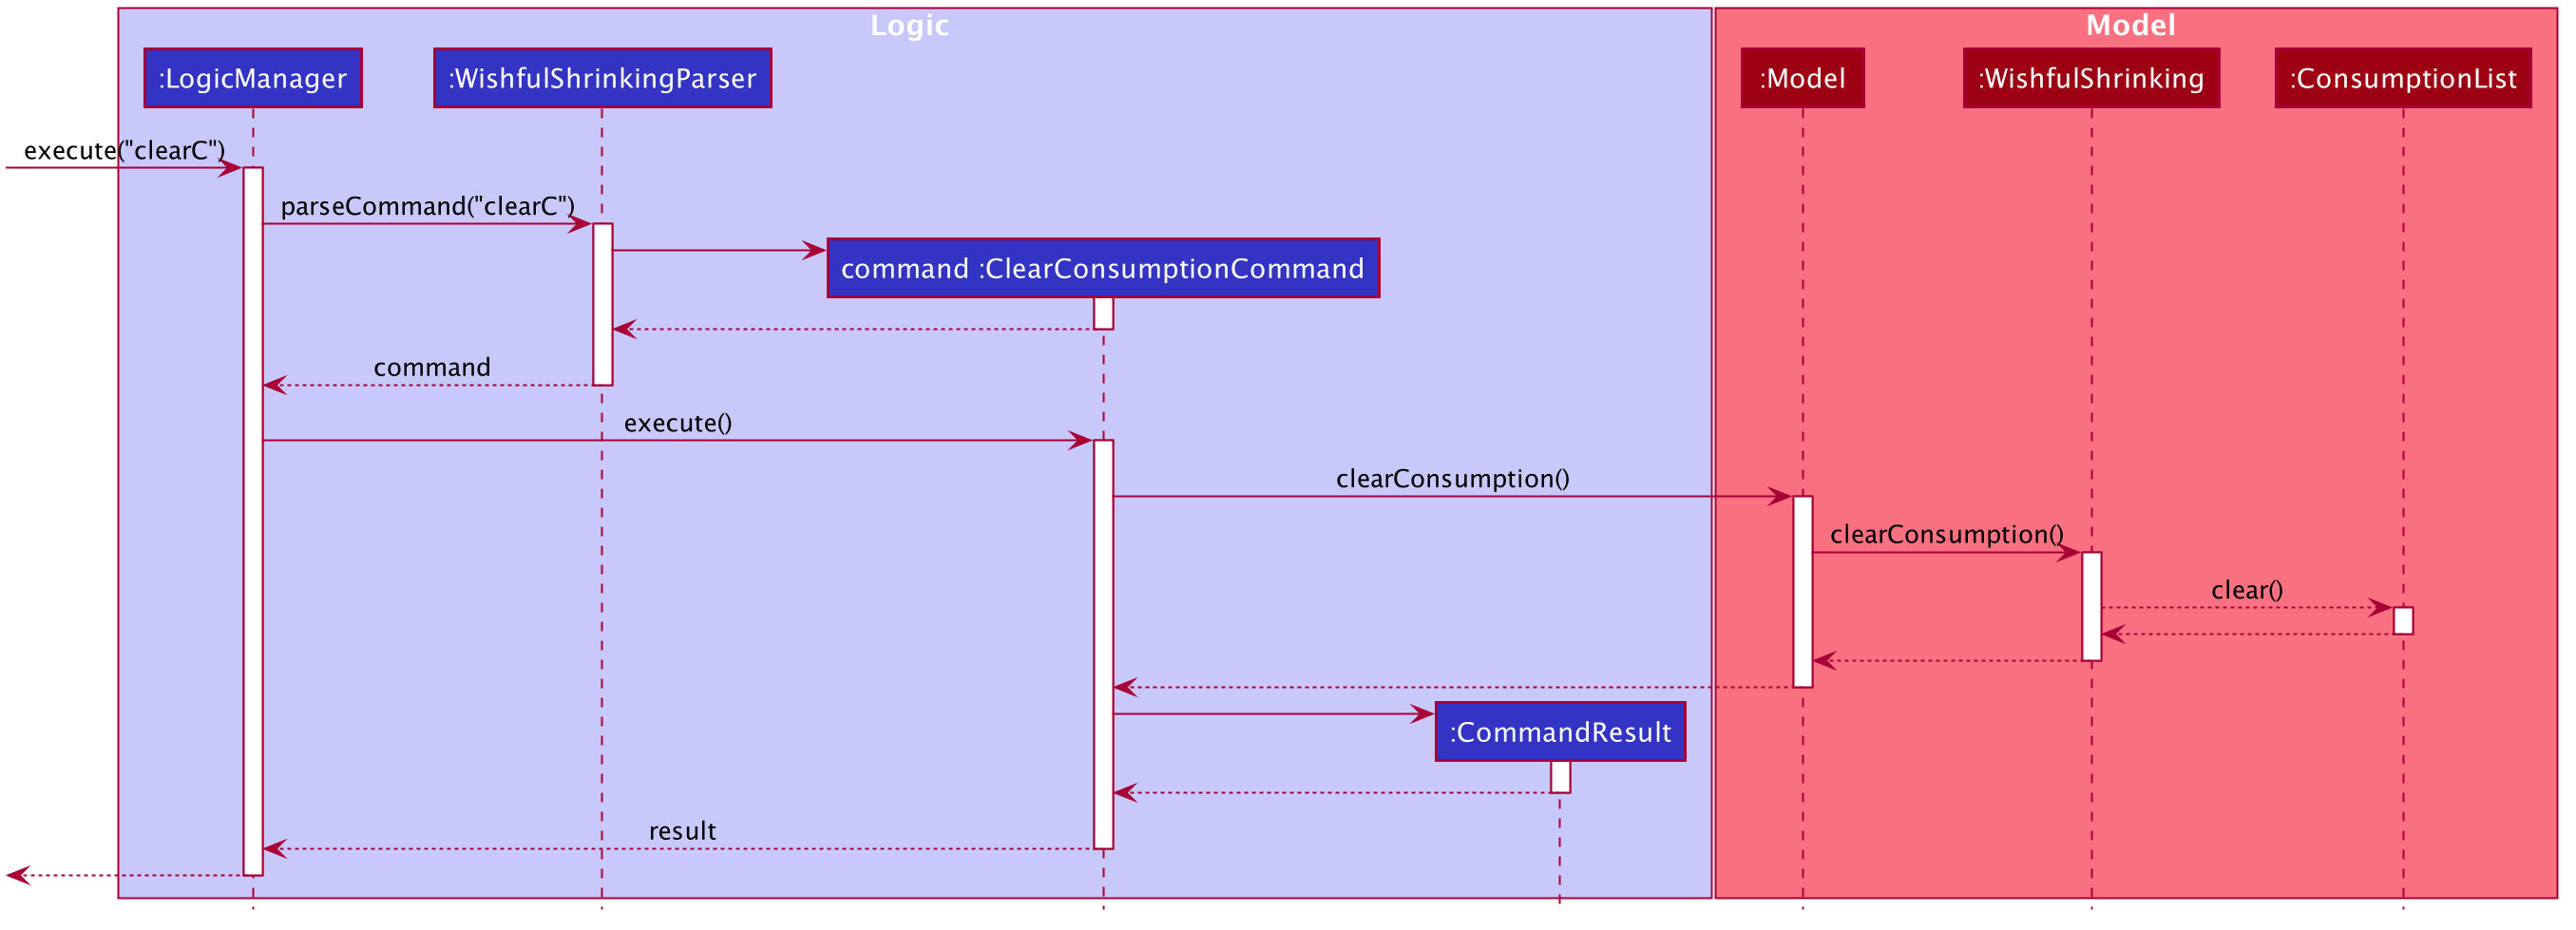 Logic
Model
:LogicManager
:WishfulShrinkingParser
:Model
:WishfulShrinking
:ConsumptionList
execute("clearC")
parseCommand("clearC")
command :ClearConsumptionCommand
command
execute()
clearConsumption()
clearConsumption()
clear()
:CommandResult
result